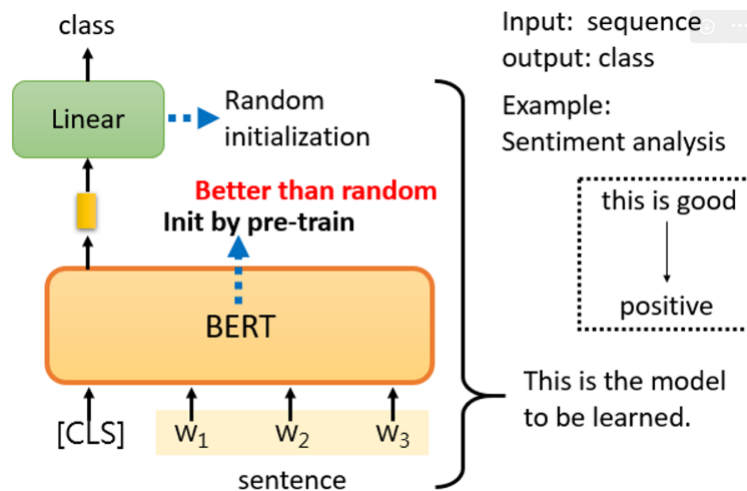 class
Linear
Random
initialization
Better than random
Init by pre-train
BERT
[CLS]
w1
w2
w3
sentence
Input: sequence
output: class
Example:
Sentiment analysis
this is good
positive
This is the model
to be learned.